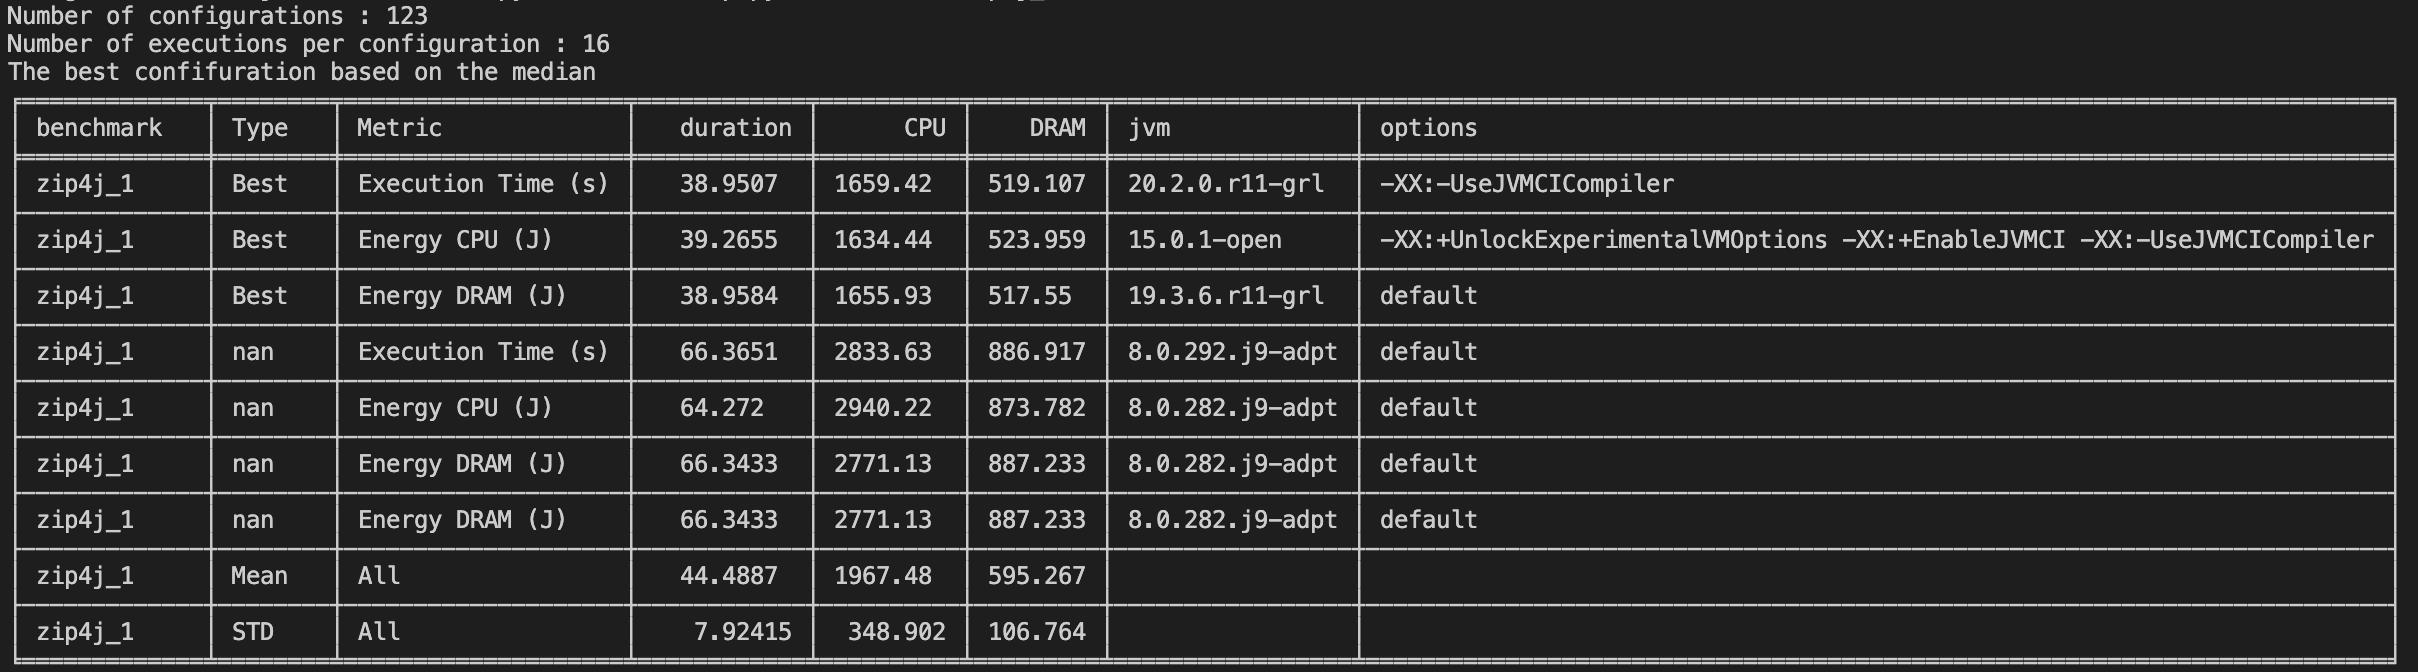 Number of configurations : 123
Number of executions per configuration : 16
The best confifuration based on the median
benchmark Type Metric duration CPU DRAM jvm options
zip4j_1 Best Execution Time (s) 38.9507 1659.42 519.107 20.2.0.r11-grl -XX:-UseJVMCICompiler
zip4j_1 Best Energy CPU (J) 39.2655 1634.44 523.959 15.0.1-open -XX:+UnlockExperimentalVMOptions -XX:+EnableJVMCI -XX:-UseJVMCICompiler
zip4j_1 Best Energy DRAM (J) 38.9584 1655.93 517.55 19.3.6.r11-grl default
zip4j_1 nan Execution Time (s) 66.3651 2833.63 886.917 8.0.292.j9-adpt default
zip4j_1 nan Energy CPU (J) 64.272 2940.22 873.782 8.0.282.j9-adpt default
zip4j_1 nan Energy DRAM (J) 66.3433 2771.13 887.233 8.0.282.j9-adpt default
zip4j_1 nan Energy DRAM (J) 66.3433 2771.13 887.233 8.0.282.j9-adpt default
zip4j_1 Mean All 44.4887 1967.48 595.267
zip4j_1 STD All 7.92415 348.902 106.764